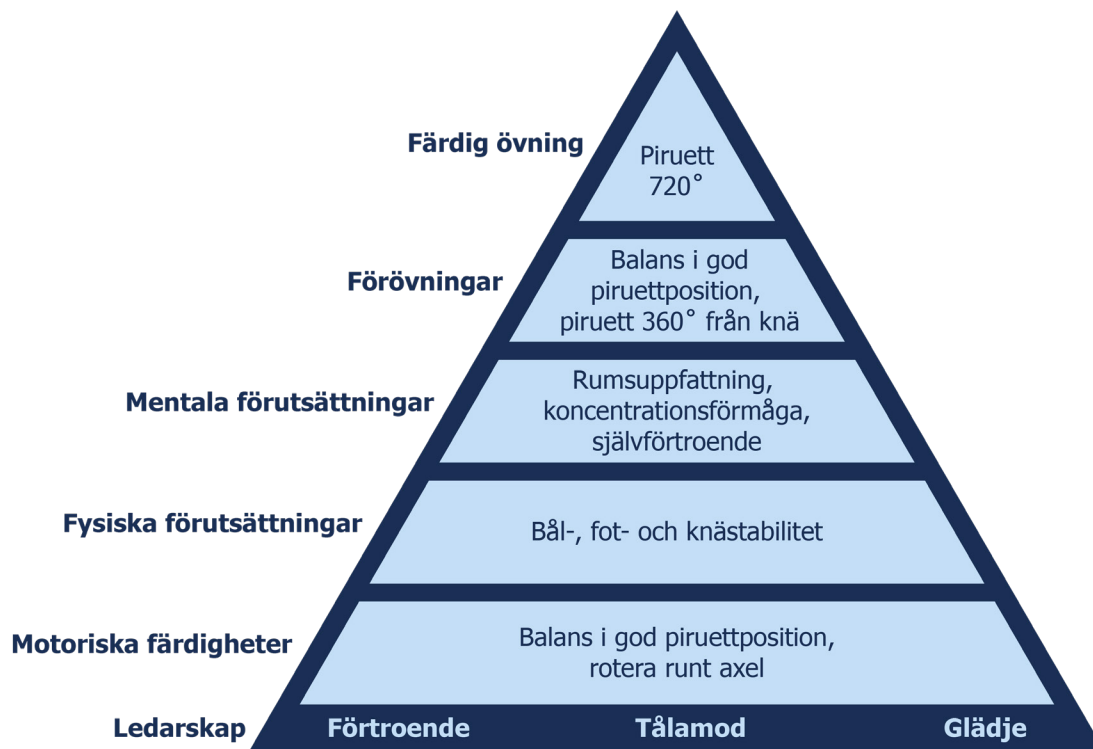 Färdig övning
Piruett
720°
Förövningar
Balans i god
piruettposition,
piruett 360° från knä
Mentala förutsättningar
Rumsuppfattning,
koncentrationsförmåga,
självförtroende
Fysiska förutsättningar
Bål-, fot- och knästabilitet
Motoriska färdigheter
Balans i god piruettposition,
rotera runt axel
Ledarskap Förtroende Tålamod Glädje